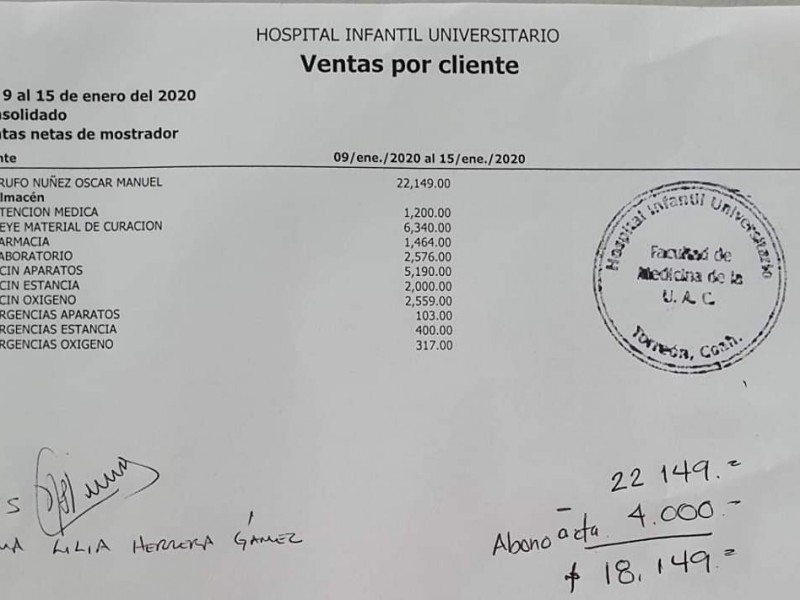 HOSPITAL INFANTIL UNIVERSITARIO
Ventas por cliente
9 al 15 de enero del 2020
nsolidado
ntas netas de mostrador
nte 09/ene./2020 al 15/ene./2020
RUFO NUÑEZ OSCAR MANUEL 22,149.00
lmacén
TENCION MEDICA 1,200.00
EYE MATERIAL DE CURACION 6,340.00
ARMACIA 1,464.00
ABORATORIO 2,576.00
CIN APARATOS 5,190.00
CIN ESTANCIA 2,000.00
CIN OXIGENO 2,559.00
RGENCIAS APARATOS 103.00
RGENCIAS ESTANCIA 400.00
RGENCIAS OXIGENO 317.00
Hospital Infantil Universitario
Facultad de
Medicina de la
U. A. C.
Torreón, Coah.
S
MA LILIA HERRERA GÁMEZ
22 149.=
Abono a cta. - 4.000.-
$ 18,149.=